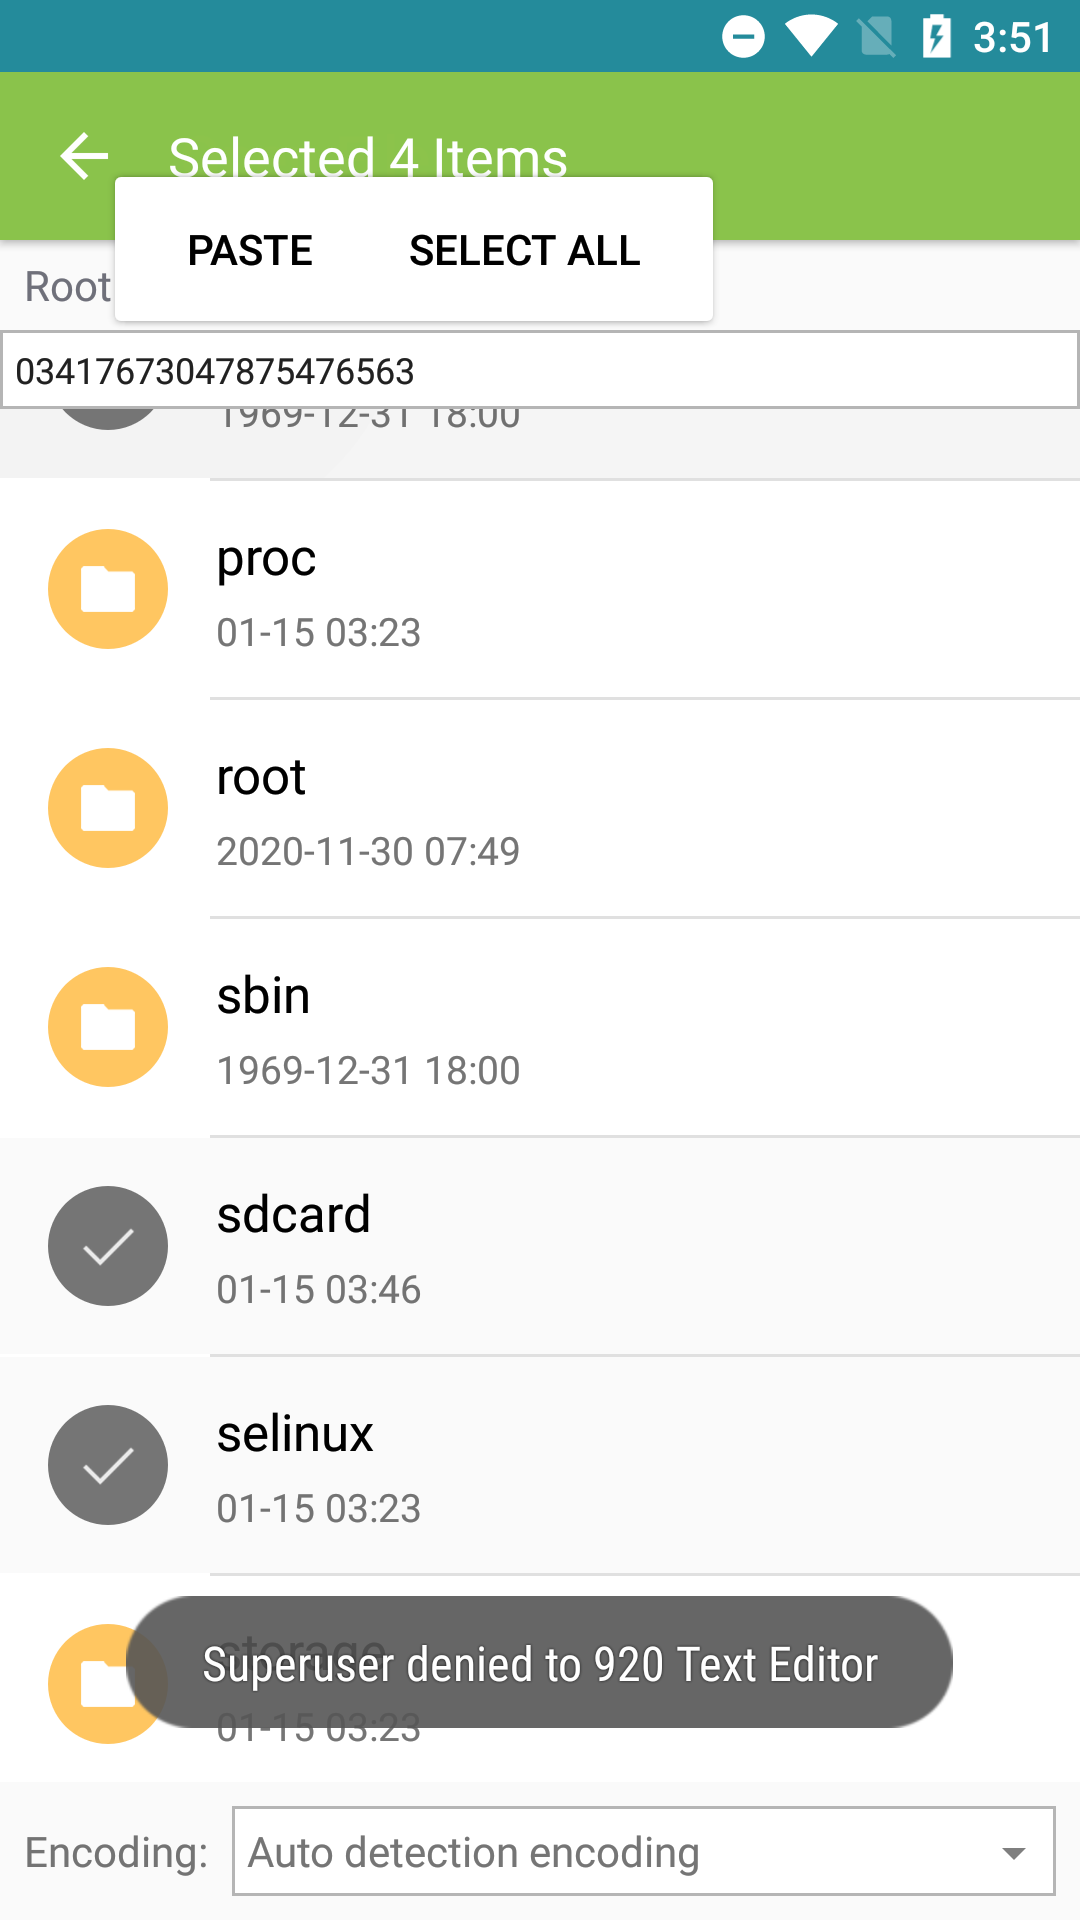 3:51
Selected 4 Items
PASTE SELECT ALL
Root
03417673047875476563
1969-12-31 18:00
proc
01-15 03:23
root
2020-11-30 07:49
sbin
1969-12-31 18:00
sdcard
01-15 03:46
selinux
01-15 03:23
storage
Superuser denied to 920 Text Editor
01-15 03:23
Encoding: Auto detection encoding